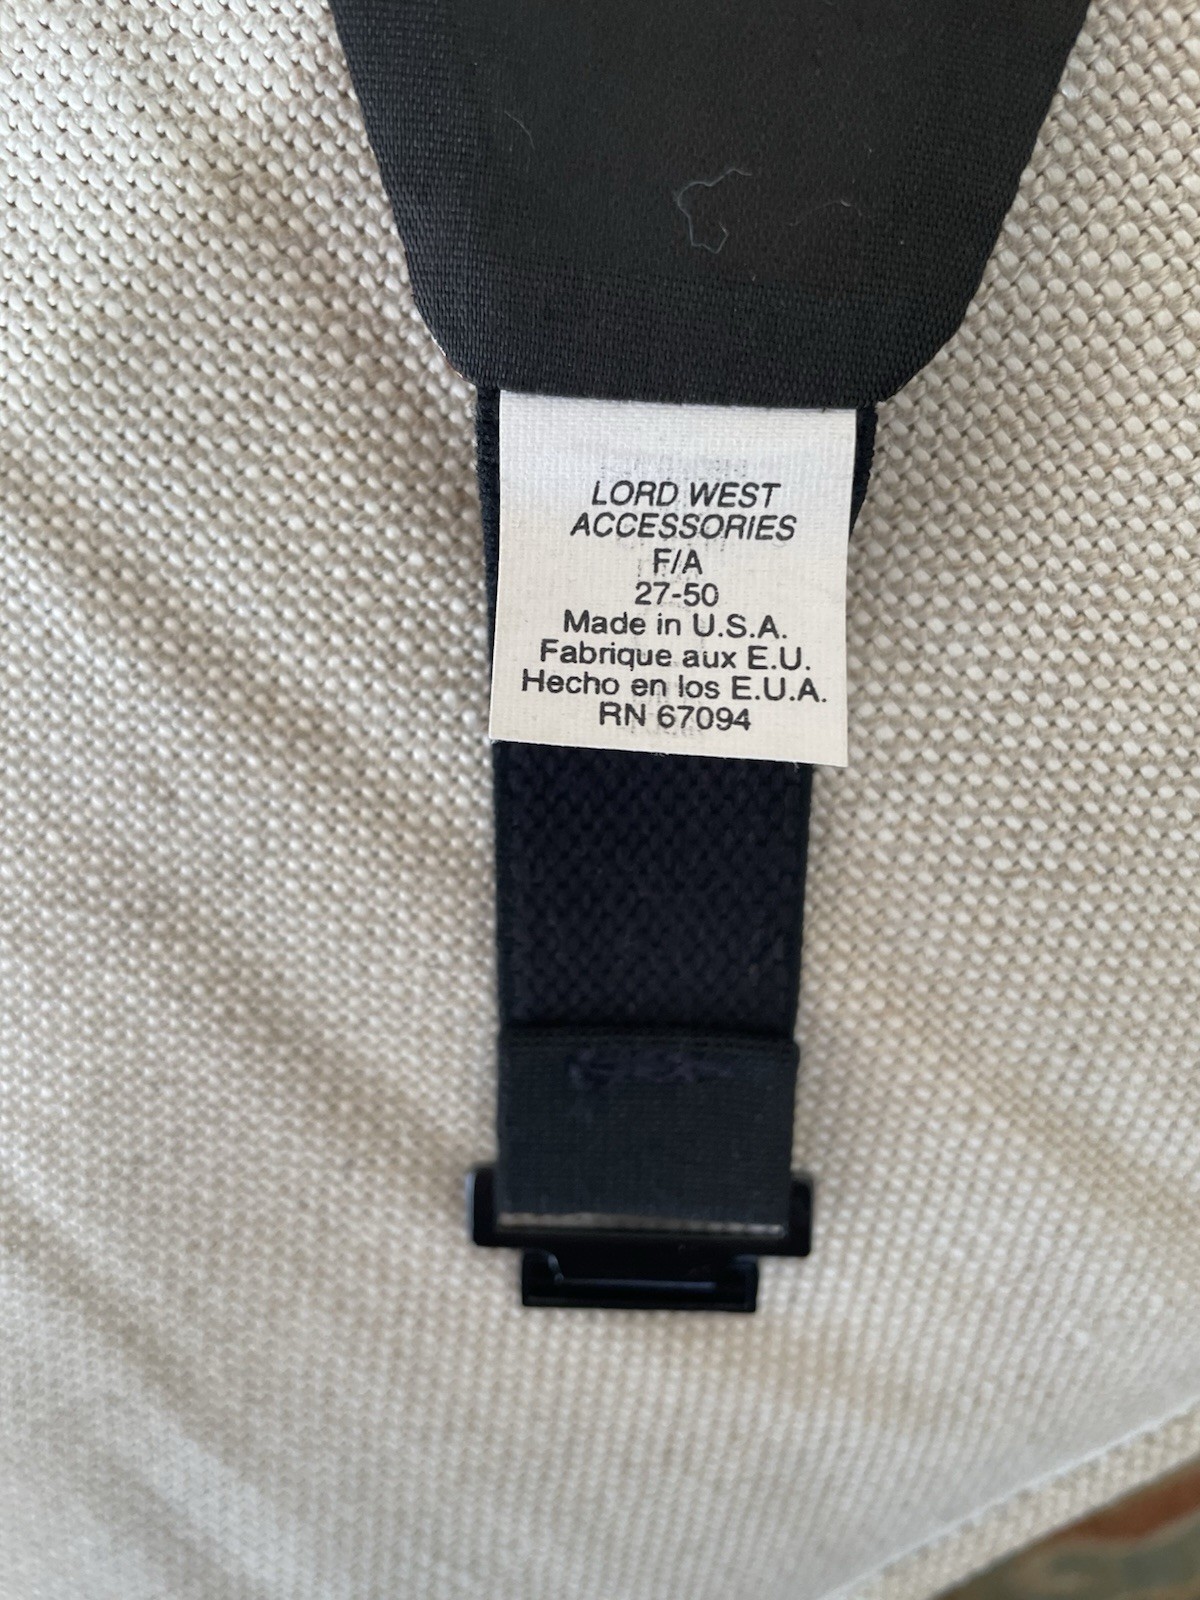 LORD WEST
ACCESSORIES
F/A
27-50
Made in U.S.A.
Fabrique aux E.U.
Hecho en los E.U.A.
RN 67094